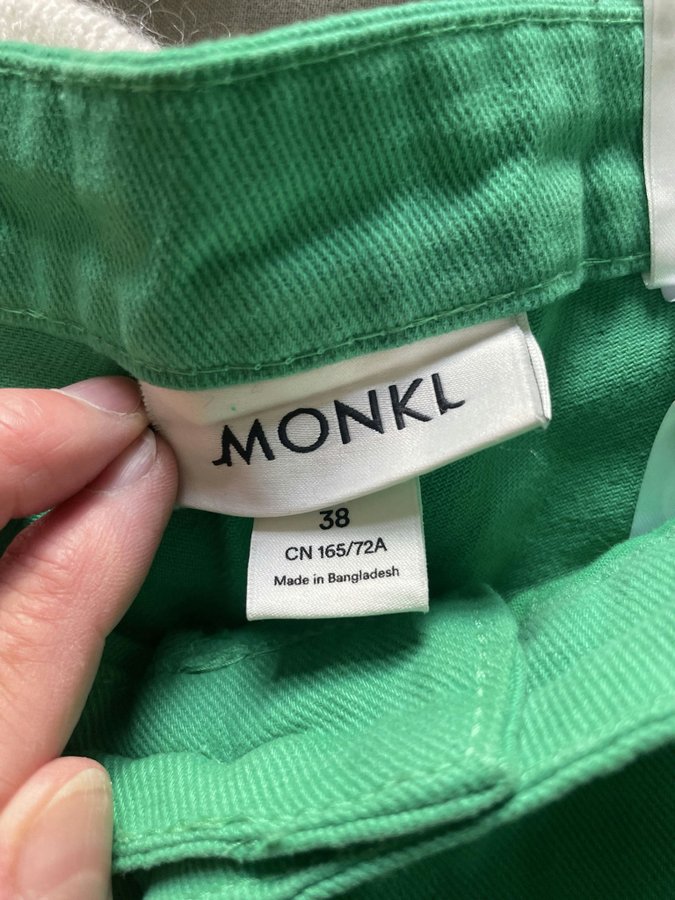 MONKI
38
CN 165/72A
Made in Bangladesh